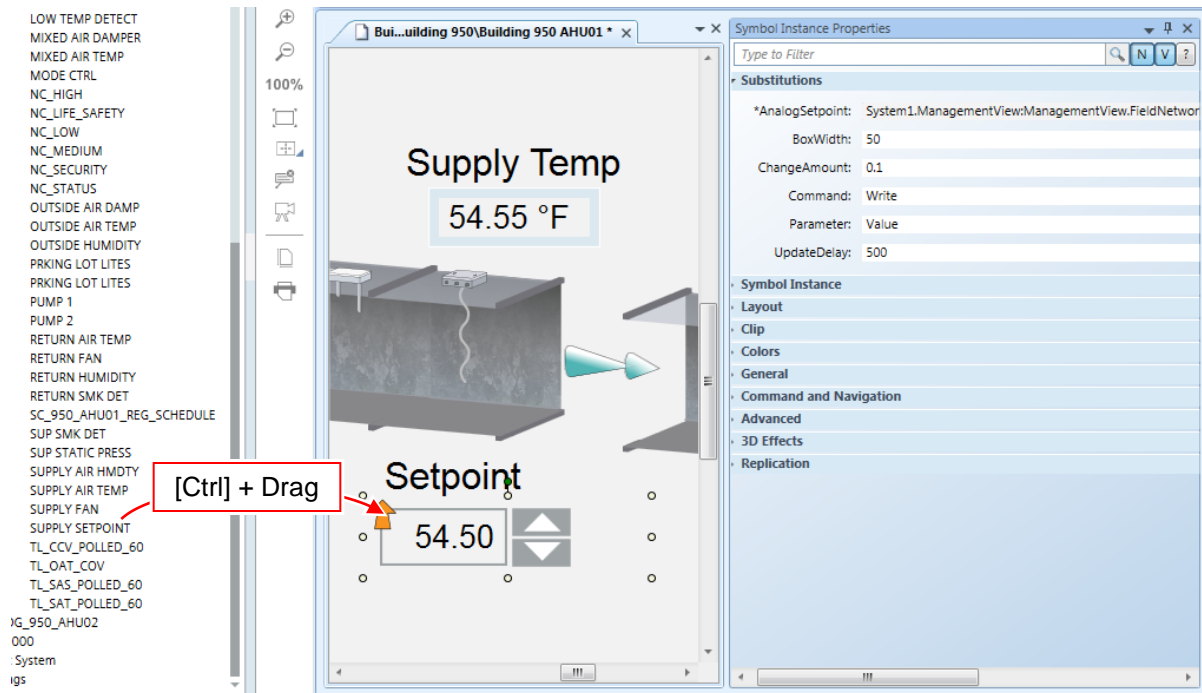 LOW TEMP DETECT
MIXED AIR DAMPER
MIXED AIR TEMP
MODE CTRL
NC_HIGH
NC_LIFE_SAFETY
NC_LOW
NC_MEDIUM
NC_SECURITY
NC_STATUS
OUTSIDE AIR DAMP
OUTSIDE AIR TEMP
OUTSIDE HUMIDITY
PRKING LOT LITES
PRKING LOT LITES
PUMP 1
PUMP 2
RETURN AIR TEMP
RETURN FAN
RETURN HUMIDITY
RETURN SMK DET
SC_950_AHU01_REG_SCHEDULE
SUP SMK DET
SUP STATIC PRESS
SUPPLY AIR HMDTY
SUPPLY AIR TEMP
SUPPLY FAN
SUPPLY SETPOINT
TL_CCV_POLLED_60
TL_OAT_COV
TL_SAS_POLLED_60
TL_SAT_POLLED_60
G_950_AHU02
000
System
gs
100%
Bui...uilding 950\Building 950 AHU01 *
Supply Temp
54.55 °F
Setpoint
54.50
[Ctrl] + Drag
Symbol Instance Properties
Type to Filter
N V ?
Substitutions
*AnalogSetpoint: System1.ManagementView:ManagementView.FieldNetwor
BoxWidth: 50
ChangeAmount: 0.1
Command: Write
Parameter: Value
UpdateDelay: 500
Symbol Instance
Layout
Clip
Colors
General
Command and Navigation
Advanced
3D Effects
Replication